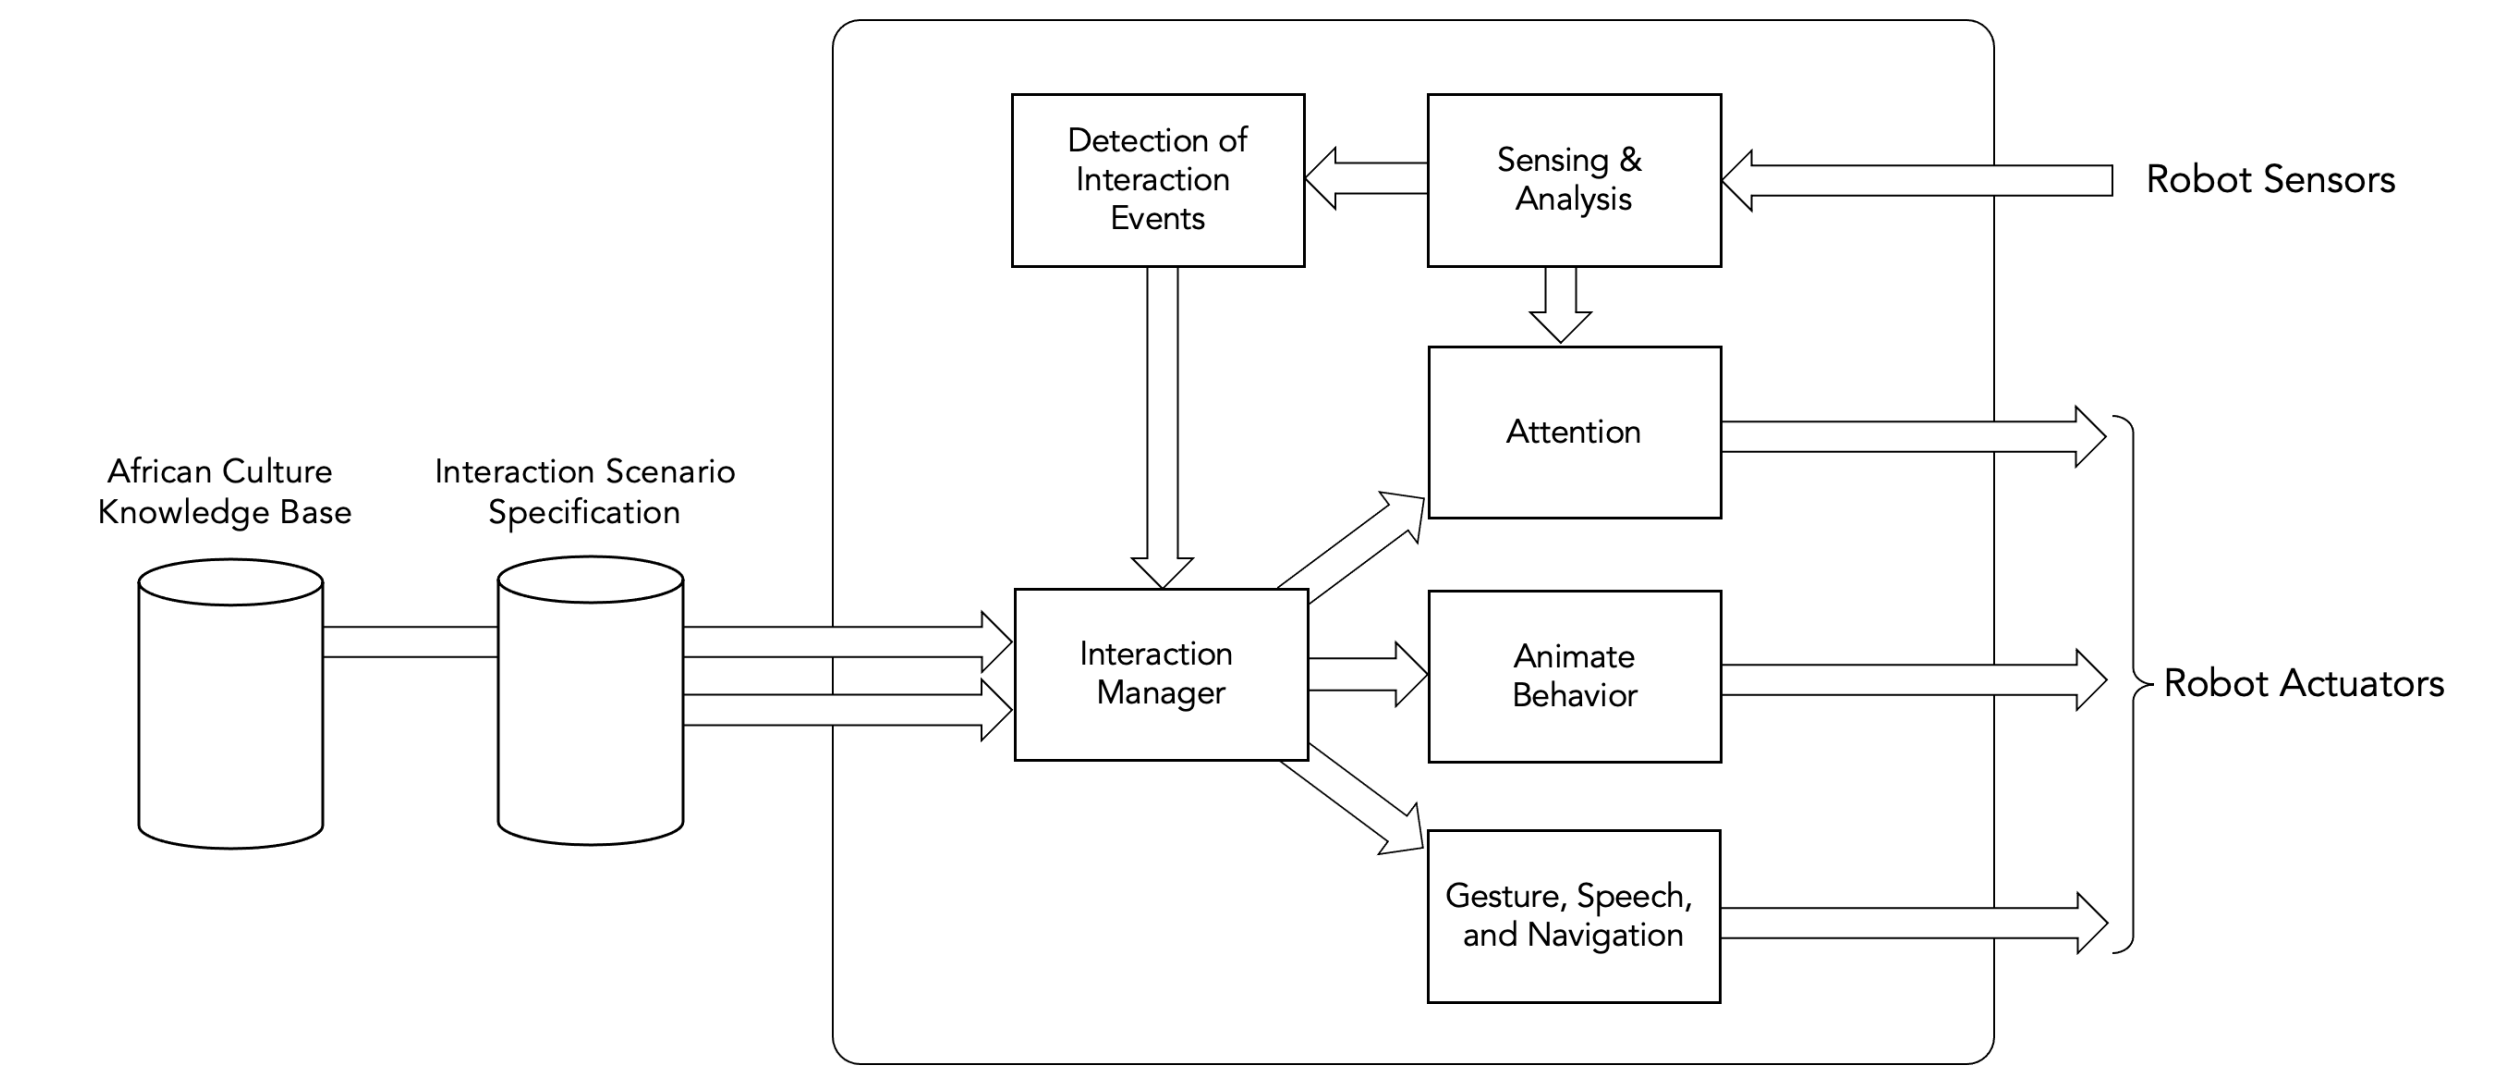 Detection of
Interaction
Events
Sensing &
Analysis
Robot Sensors
Attention
African Culture
Knowledge Base
Interaction Scenario
Specification
Interaction
Manager
Animate
Behavior
Robot Actuators
Gesture, Speech,
and Navigation